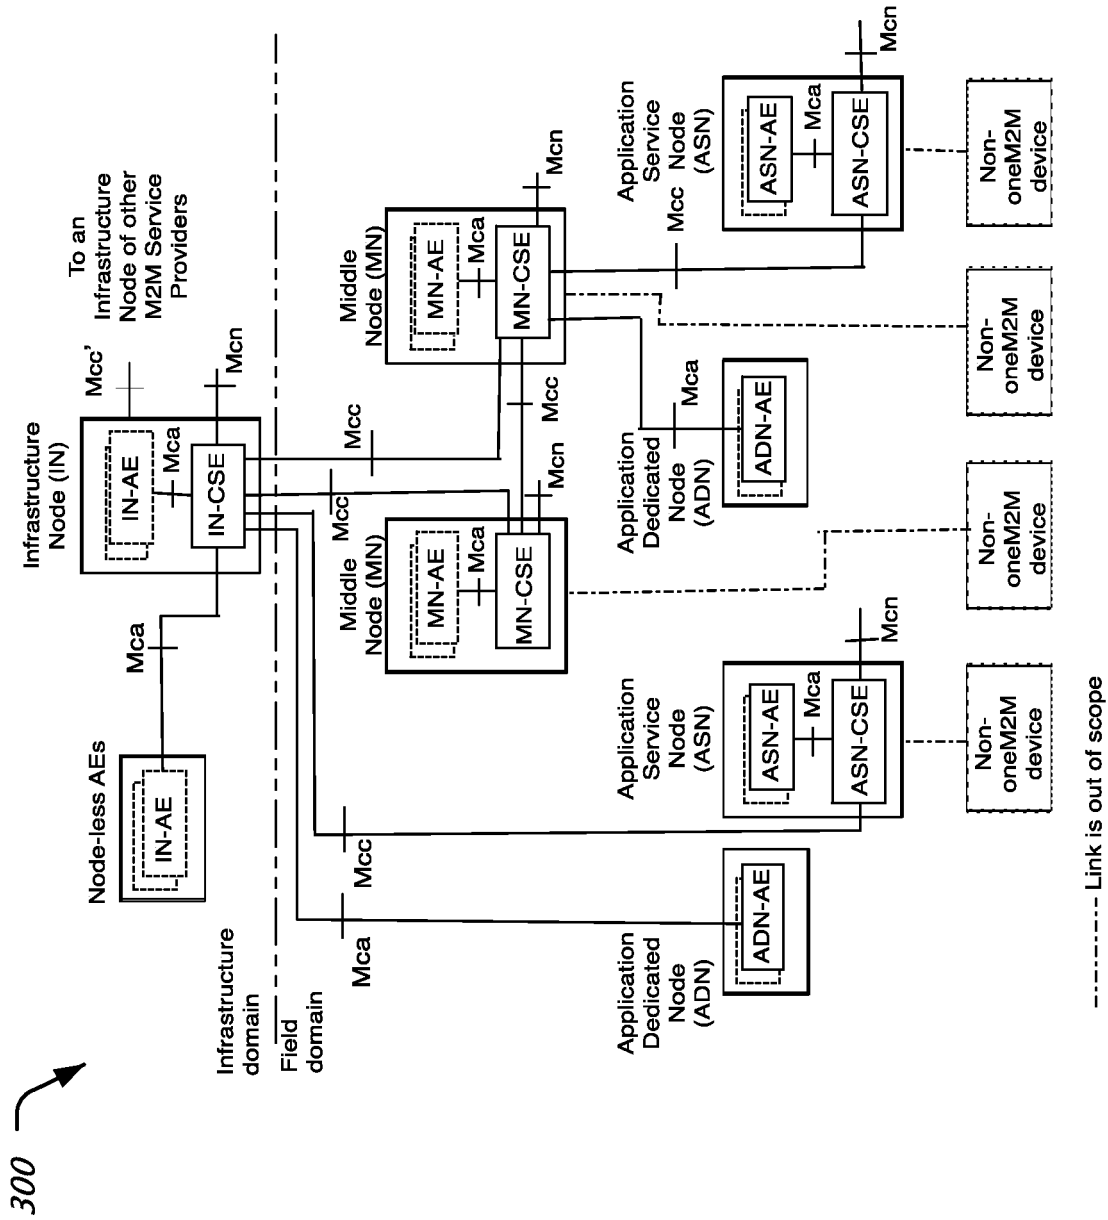 300
Infrastructure
domain
Field
domain
Node-less AEs
IN-AE
Mca
Infrastructure
Node (IN)
IN-AE
Mca
IN-CSE
Mcc'
Mcn
To an
Infrastructure
Node of other
M2M Service
Providers
Mca
Mcc
Mcc
Mcc
Middle
Node (MN)
MN-AE
Mca
MN-CSE
Mcn
Mcc
Middle
Node (MN)
MN-AE
Mca
MN-CSE
Mcn
Mca
Mcc
Application
Dedicated
Node
(ADN)
ADN-AE
Application
Service
Node
(ASN)
ASN-AE
Mca
ASN-CSE
Mcn
Application
Dedicated
Node
(ADN)
ADN-AE
Application
Service
Node
(ASN)
ASN-AE
Mca
ASN-CSE
Mcn
Non-
oneM2M
device
Non-
oneM2M
device
Non-
oneM2M
device
Non-
oneM2M
device
Link is out of scope